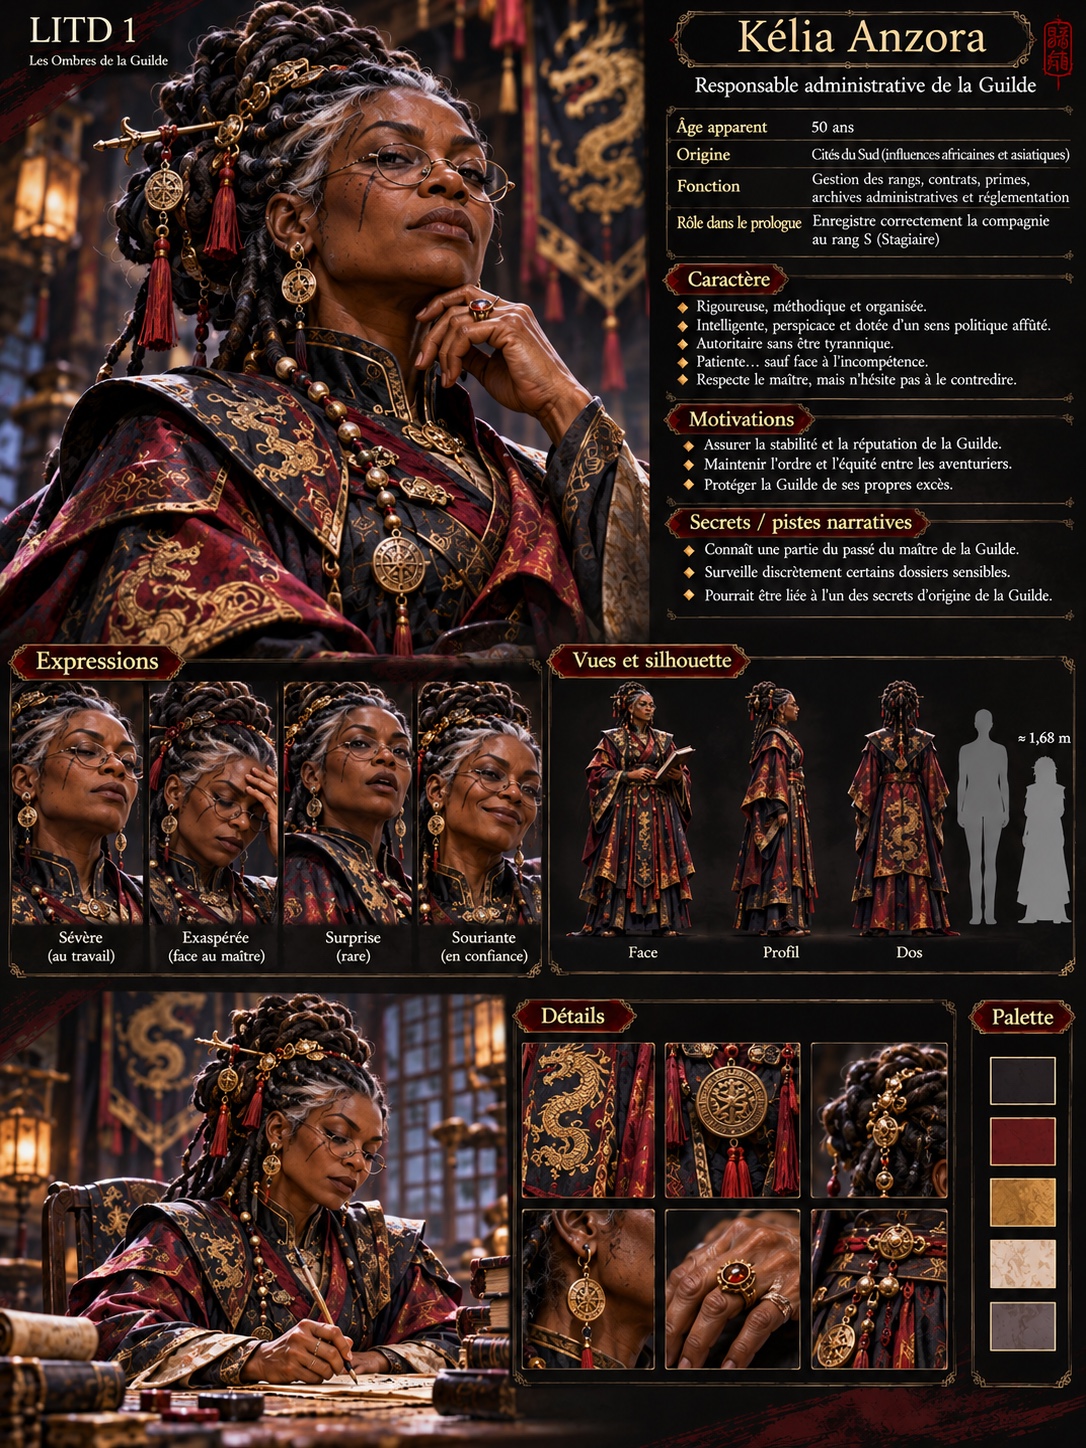 LITD 1
Les Ombres de la Guilde
Kélia Anzora
Responsable administrative de la Guilde
Âge apparent 50 ans
Origine Cités du Sud (influences africaines et asiatiques)
Fonction Gestion des rangs, contrats, primes,
archives administratives et réglementation
Rôle dans le prologue Enregistre correctement la compagnie
au rang S (Stagiaire)
Caractère
Rigoureuse, méthodique et organisée.
Intelligente, perspicace et dotée d'un sens politique affûté.
Autoritaire sans être tyrannique.
Patiente... sauf face à l'incompétence.
Respecte le maître, mais n'hésite pas à le contredire.
Motivations
Assurer la stabilité et la réputation de la Guilde.
Maintenir l'ordre et l'équité entre les aventuriers.
Protéger la Guilde de ses propres excès.
Secrets / pistes narratives
Connaît une partie du passé du maître de la Guilde.
Surveille discrètement certains dossiers sensibles.
Pourrait être liée à l'un des secrets d'origine de la Guilde.
Expressions
Sévère
(au travail)
Exaspérée
(face au maître)
Surprise
(rare)
Souriante
(en confiance)
Vues et silhouette
≈ 1,68 m
Face
Profil
Dos
Détails
Palette